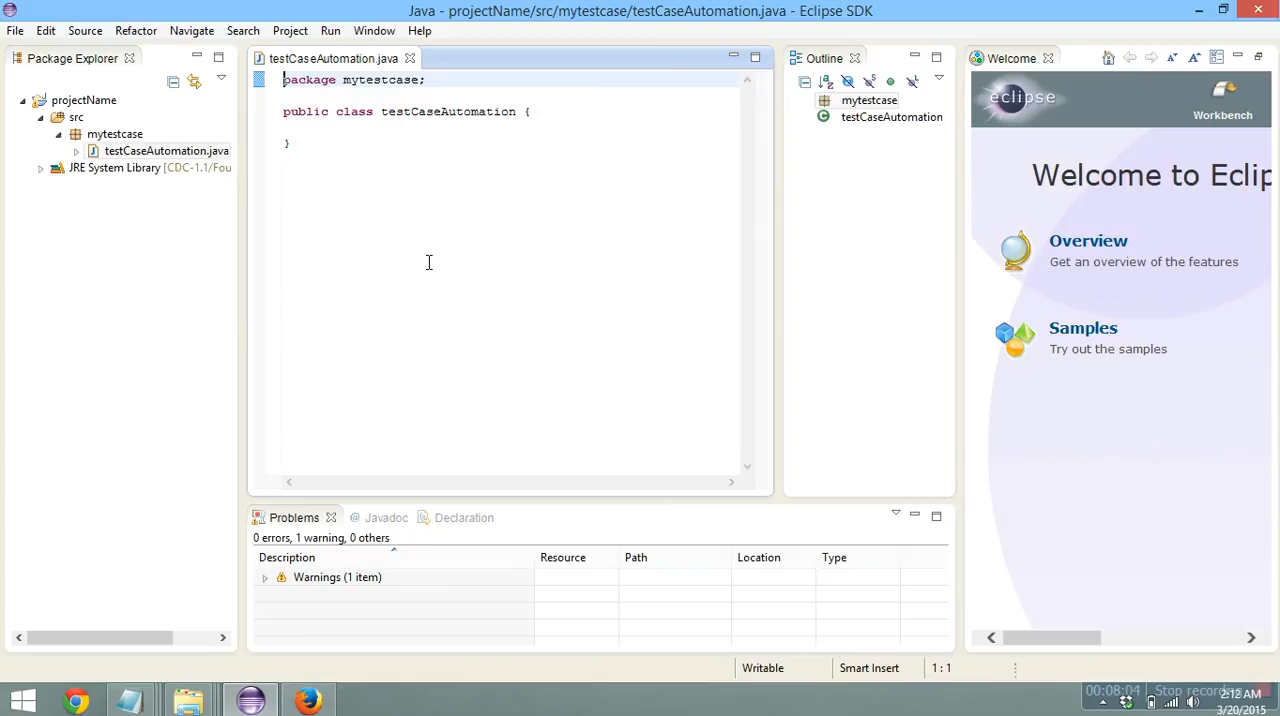 Java - projectName/src/mytestcase/testCaseAutomation.java - Eclipse SDK
File Edit Source Refactor Navigate Search Project Run Window Help
Package Explorer
projectName
src
mytestcase
testCaseAutomation.java
JRE System Library [CDC-1.1/Fou
testCaseAutomation.java
package mytestcase;
public class testCaseAutomation {
}
Outline
mytestcase
testCaseAutomation
Welcome
eclipse
Workbench
Welcome to Eclip
Overview
Get an overview of the features
Samples
Try out the samples
Problems @ Javadoc Declaration
0 errors, 1 warning, 0 others
Description Resource Path Location Type
Warnings (1 item)
Writable Smart Insert 1 : 1
00:08:04 Stop recording
2:12 AM
3/20/2015